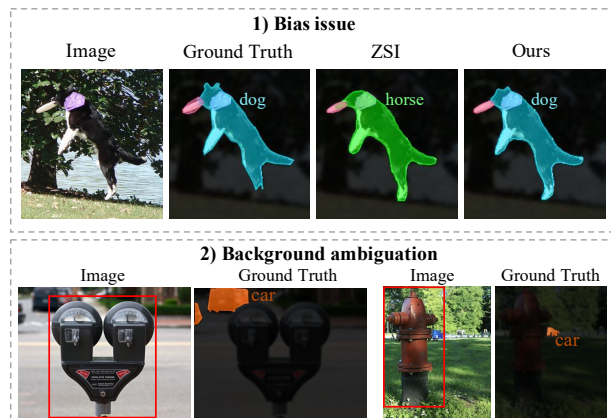 1) Bias issue
Image Ground Truth ZSI Ours
dog horse dog
2) Background ambiguation
Image Ground Truth Image Ground Truth
car
car